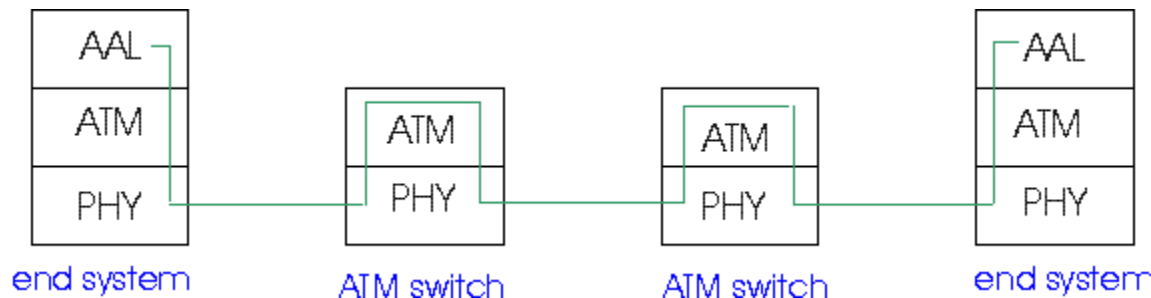 AAL
ATM
PHY
end system
ATM
PHY
ATM switch
ATM
PHY
ATM switch
AAL
ATM
PHY
end system